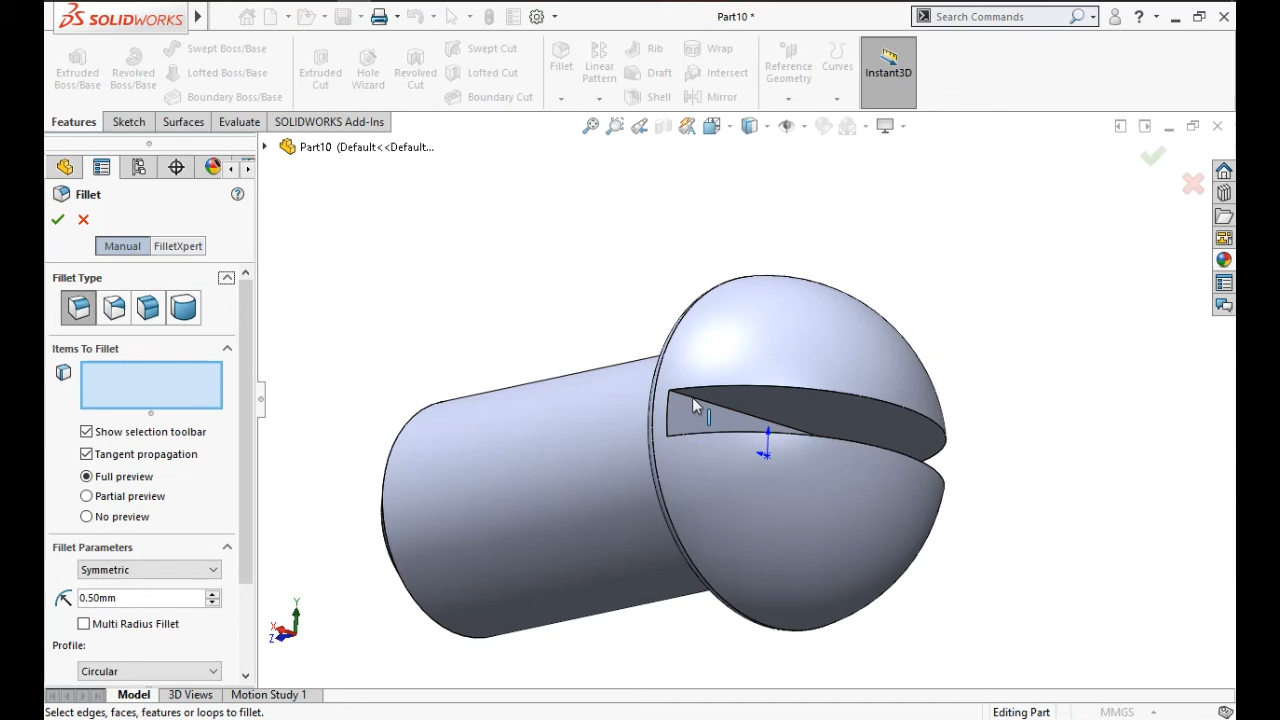 SOLIDWORKS
Part10 *
Search Commands
?
Extruded Boss/Base
Revolved Boss/Base
Swept Boss/Base
Lofted Boss/Base
Boundary Boss/Base
Extruded Cut
Hole Wizard
Revolved Cut
Swept Cut
Lofted Cut
Boundary Cut
Fillet
Linear Pattern
Rib
Draft
Shell
Wrap
Intersect
Mirror
Reference Geometry
Curves
Instant3D
Features
Sketch
Surfaces
Evaluate
SOLIDWORKS Add-Ins
Part10 (Default<<Default...
Fillet
?
Manual
FilletXpert
Fillet Type
Items To Fillet
Show selection toolbar
Tangent propagation
Full preview
Partial preview
No preview
Fillet Parameters
Symmetric
0.50mm
Multi Radius Fillet
Profile:
Circular
Y
X
Z
Model
3D Views
Motion Study 1
Select edges, faces, features or loops to fillet.
Editing Part
MMGS